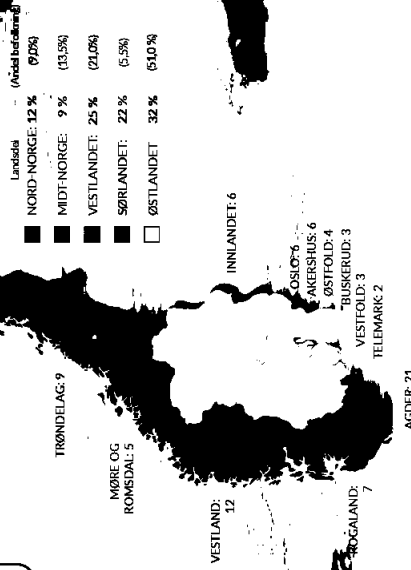 Landsdel (Andel befolkning)
NORD-NORGE: 12 % (9,0%)
MIDT-NORGE: 9 % (13,5%)
VESTLANDET: 25 % (21,0%)
SØRLANDET: 22 % (5,5%)
ØSTLANDET 32 % (51,0 %)
TRØNDELAG: 9
MØRE OG
ROMSDAL: 5
INNLANDET: 6
VESTLAND:
12
OSLO: 6
AKERSHUS: 6
ØSTFOLD: 4
BUSKERUD: 3
VESTFOLD: 3
TELEMARK: 2
ROGALAND:
7
AGDER: 21